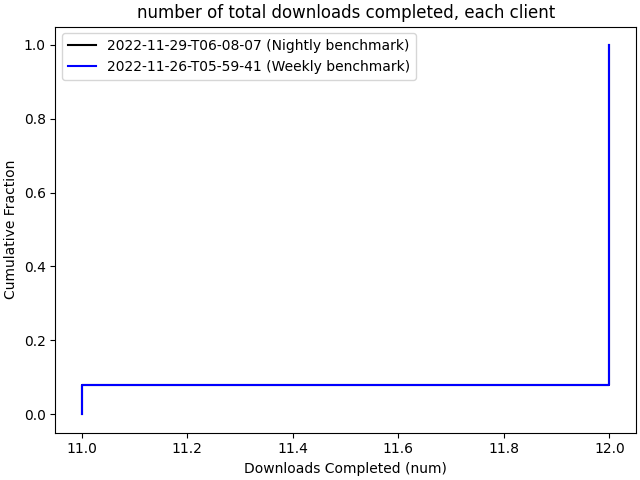 number of total downloads completed, each client
2022-11-29-T06-08-07 (Nightly benchmark)
2022-11-26-T05-59-41 (Weekly benchmark)
Cumulative Fraction
1.0
0.8
0.6
0.4
0.2
0.0
11.0 11.2 11.4 11.6 11.8 12.0
Downloads Completed (num)